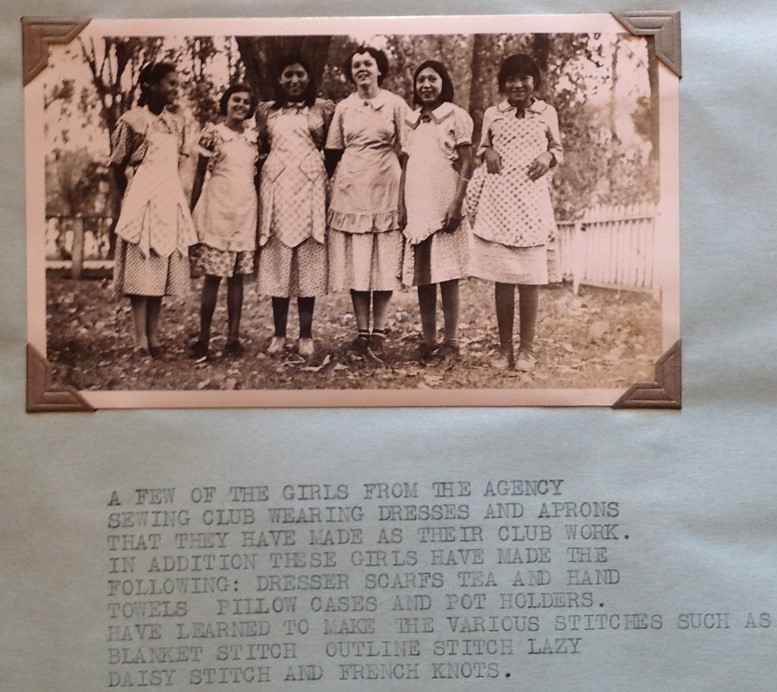 A FEW OF THE GIRLS FROM THE AGENCY
SEWING CLUB WEARING DRESSES AND APRONS
THAT THEY HAVE MADE AS THEIR CLUB WORK.
IN ADDITION THESE GIRLS HAVE MADE THE
FOLLOWING: DRESSER SCARFS TEA AND HAND
TOWELS  PILLOW CASES AND POT HOLDERS.
HAVE LEARNED TO MAKE THE VARIOUS STITCHES SUCH AS
BLANKET STITCH  OUTLINE STITCH LAZY
DAISY STITCH AND FRENCH KNOTS.